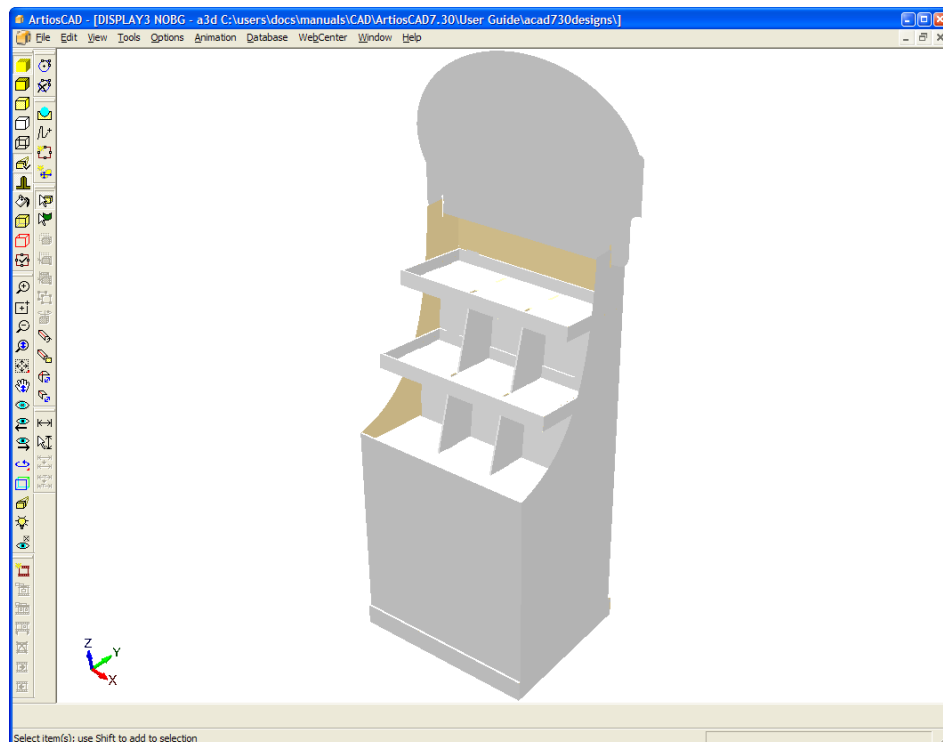 ArtiosCAD - [DISPLAY3 NOBG - a3d C:\users\docs\manuals\CAD\ArtiosCAD7.30\User Guide\acad730designs\]
File Edit View Tools Options Animation Database WebCenter Window Help
Z
Y
X
Select item(s); use Shift to add to selection